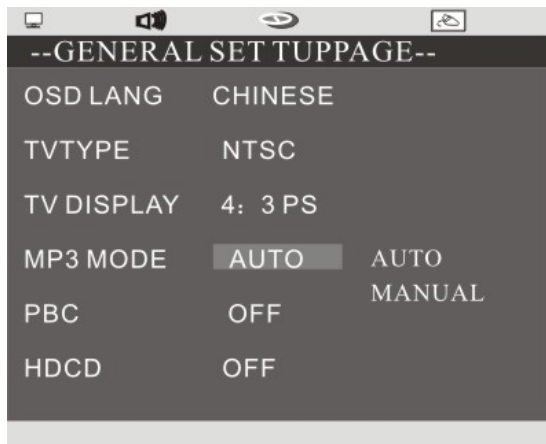 --GENERAL SET TUPPAGE--
OSD LANG CHINESE
TVTYPE NTSC
TV DISPLAY 4：3 PS
MP3 MODE AUTO AUTO
MANUAL
PBC OFF
HDCD OFF